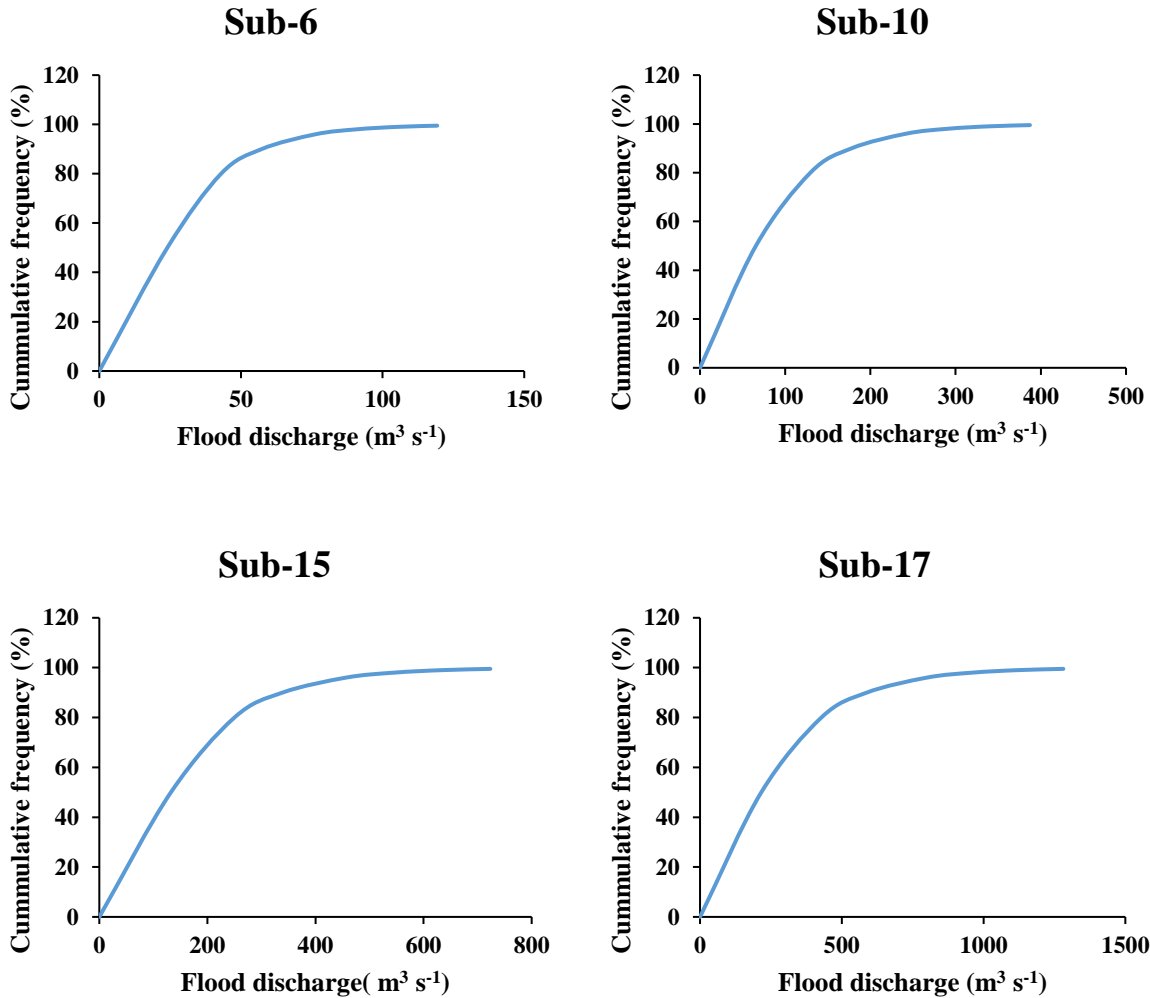 Sub-6
Cummulative frequency (%)
120
100
80
60
40
20
0
0 50 100 150
Flood discharge (m³ s⁻¹)
Sub-10
Cummulative frequency (%)
120
100
80
60
40
20
0
0 100 200 300 400 500
Flood discharge (m³ s⁻¹)
Sub-15
Cummulative frequency (%)
120
100
80
60
40
20
0
0 200 400 600 800
Flood discharge( m³ s⁻¹)
Sub-17
Cummulative frequency (%)
120
100
80
60
40
20
0
0 500 1000 1500
Flood discharge (m³ s⁻¹)